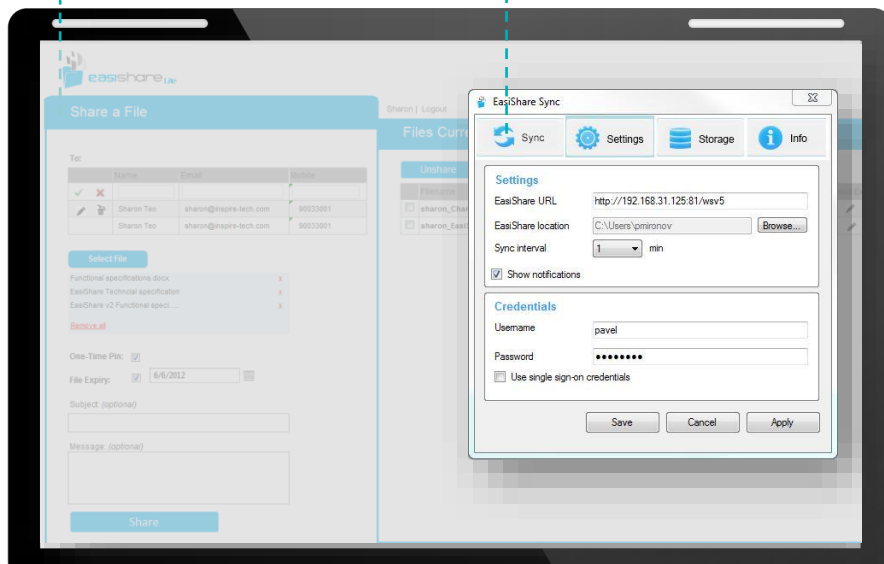 easishare Lite
Share a File
Sharon | Logout
Files Curre
To:
Name Email Mobile
Sharon Teo sharon@inspire-tech.com 90033001
Sharon Teo sharon@inspire-tech.com 90033001
Select File
Functional specifications.docx x
EasiShare Technical specification x
EasiShare v2 Functional speci.... x
Remove all
One-Time Pin:
File Expiry: 6/6/2012
Subject: (optional)
Message: (optional)
Share
Unshare
Filename
sharon_Char
sharon_Easi
EasiShare Sync
Sync Settings Storage Info
Settings
EasiShare URL http://192.168.31.125:81/wsv5
EasiShare location C:\Users\pmironov Browse...
Sync interval 1 min
Show notifications
Credentials
Username pavel
Password ••••••••
Use single sign-on credentials
Save Cancel Apply